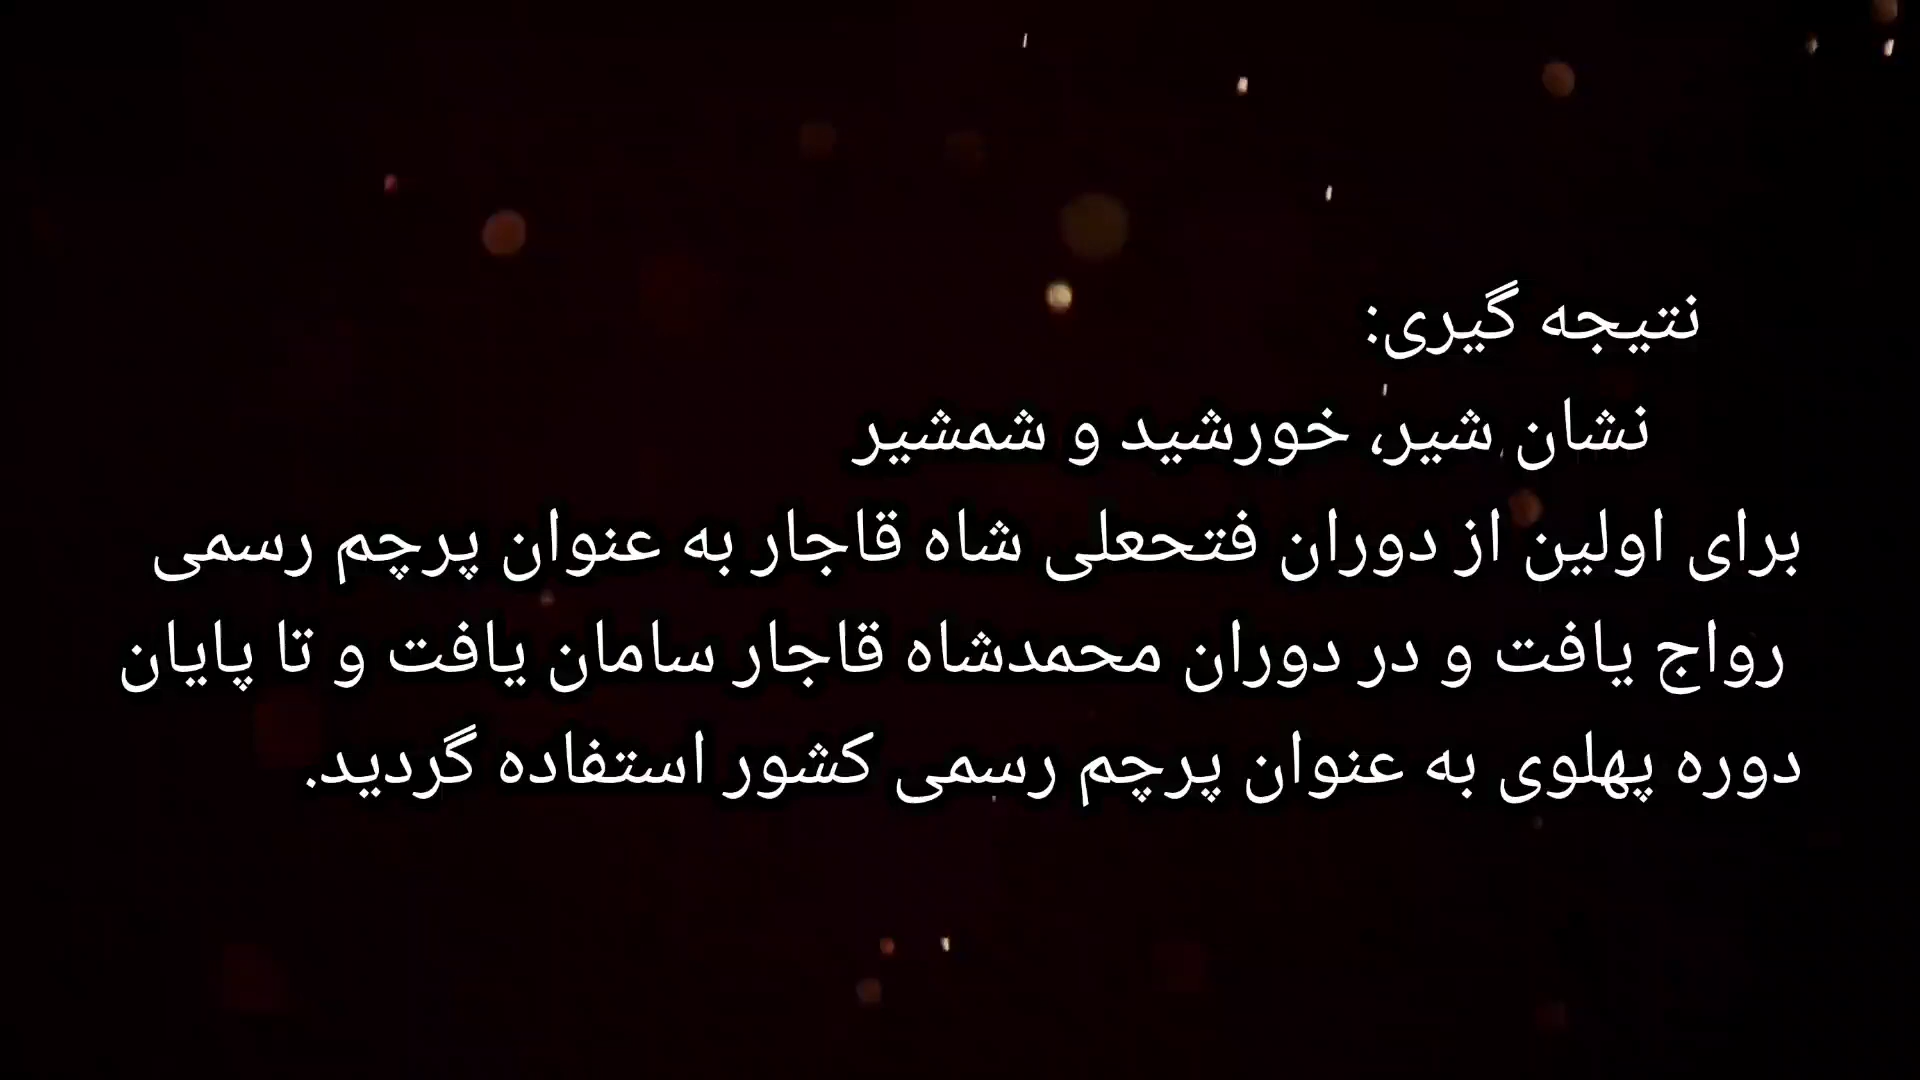 نتیجه گیری:
نشان شیر، خورشید و شمشیر
برای اولین از دوران فتحعلی شاه قاجار به عنوان پرچم رسمی
رواج یافت و در دوران محمدشاه قاجار سامان یافت و تا پایان
دوره پهلوی به عنوان پرچم رسمی کشور استفاده گردید.